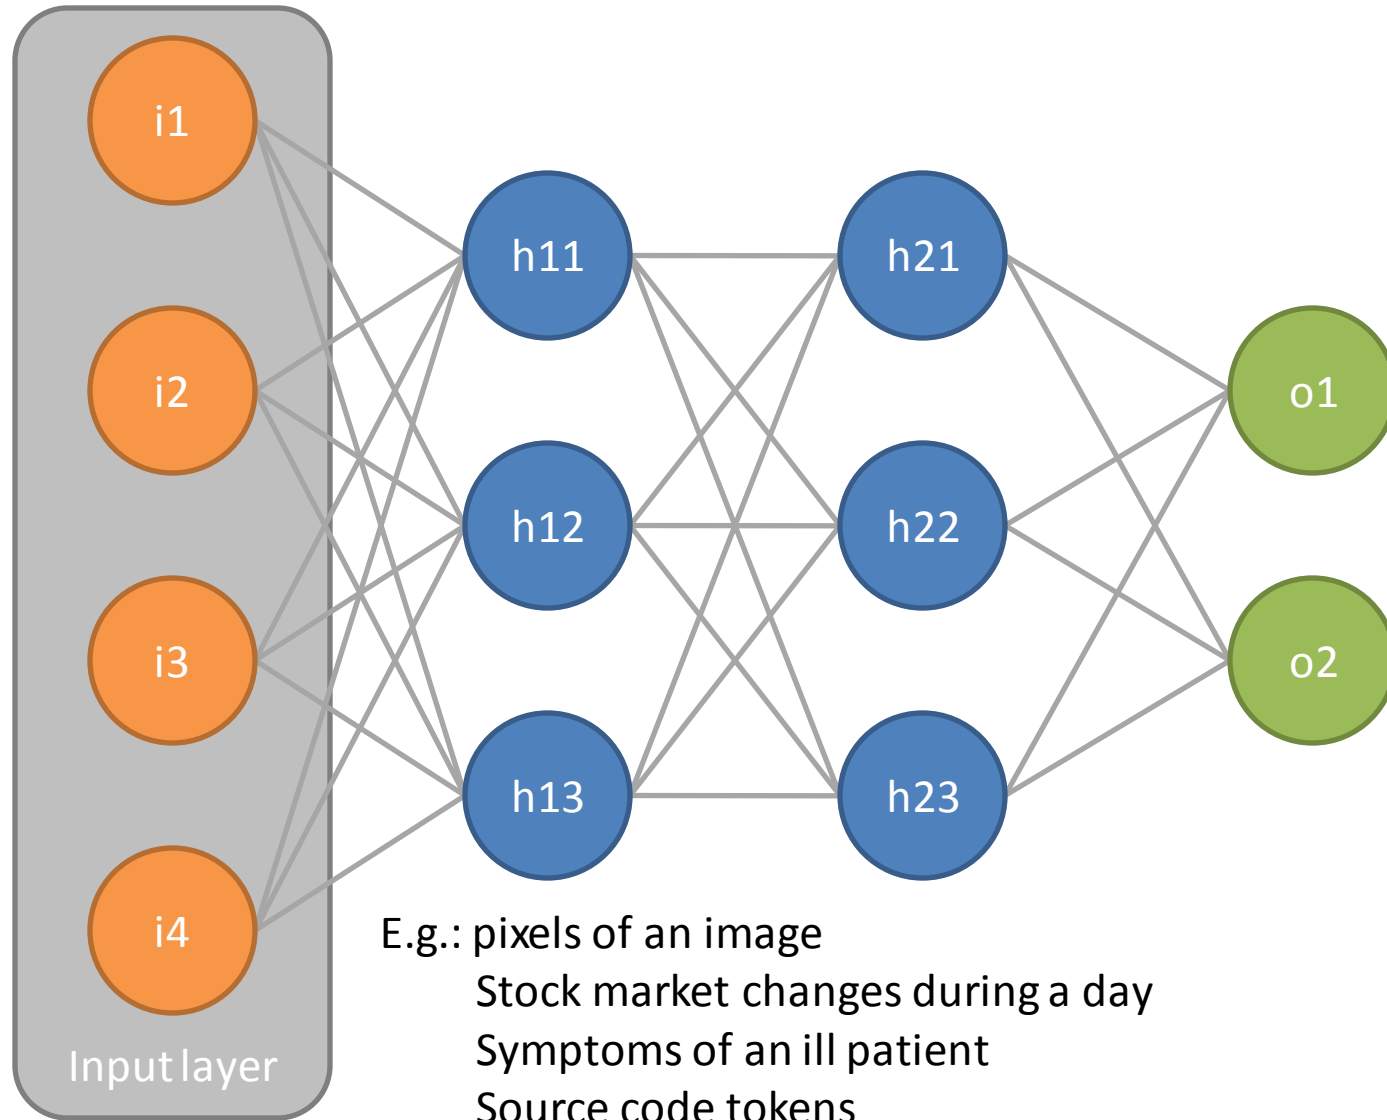 i1
i2
i3
i4
Input layer
h11
h12
h13
h21
h22
h23
o1
o2
E.g.: pixels of an image
Stock market changes during a day
Symptoms of an ill patient
Source code tokens